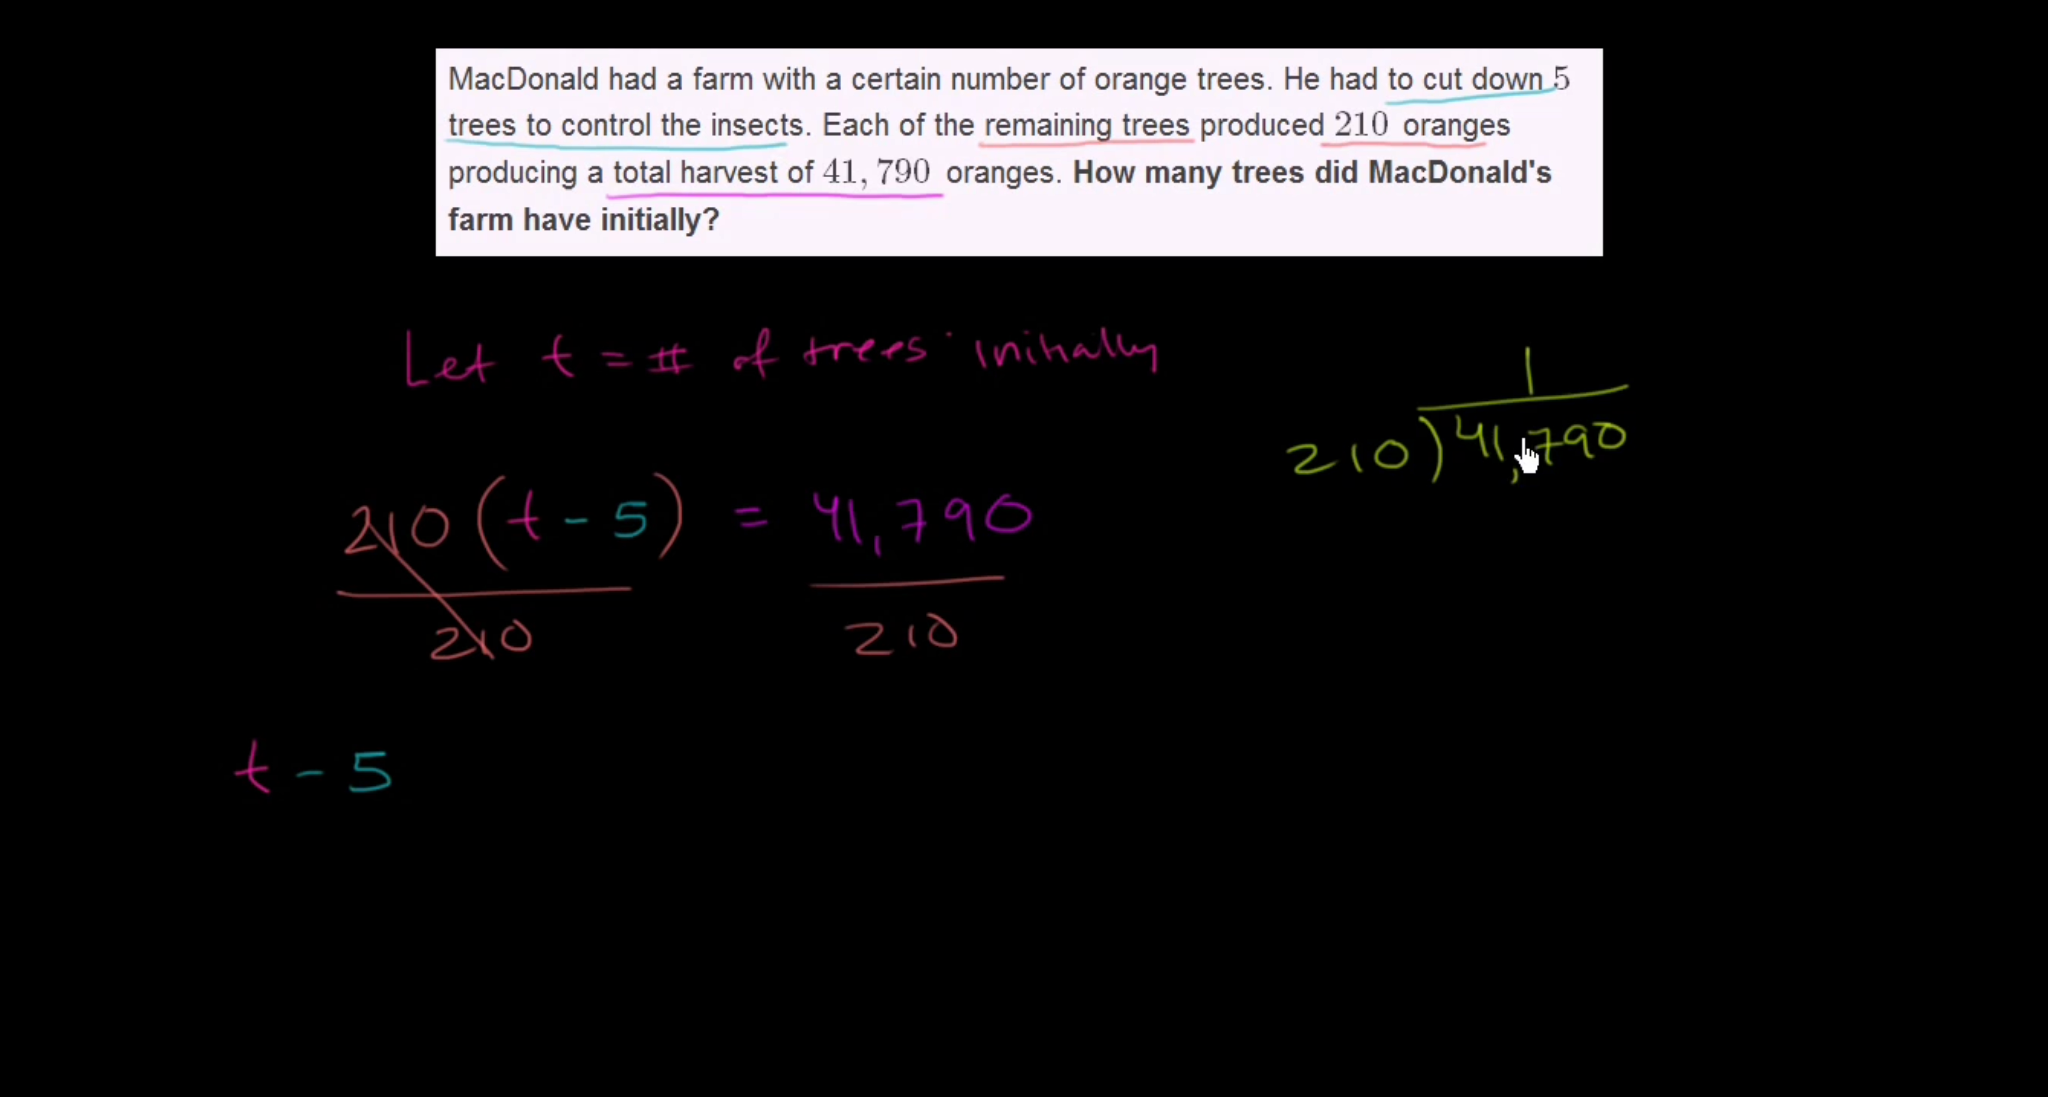 MacDonald had a farm with a certain number of orange trees. He had to cut down 5
trees to control the insects. Each of the remaining trees produced 210 oranges
producing a total harvest of 41, 790 oranges. How many trees did MacDonald's
farm have initially?
Let t = # of trees initially
1
210 ) 41,790
210 ( t - 5 ) = 41,790
210 210
t - 5